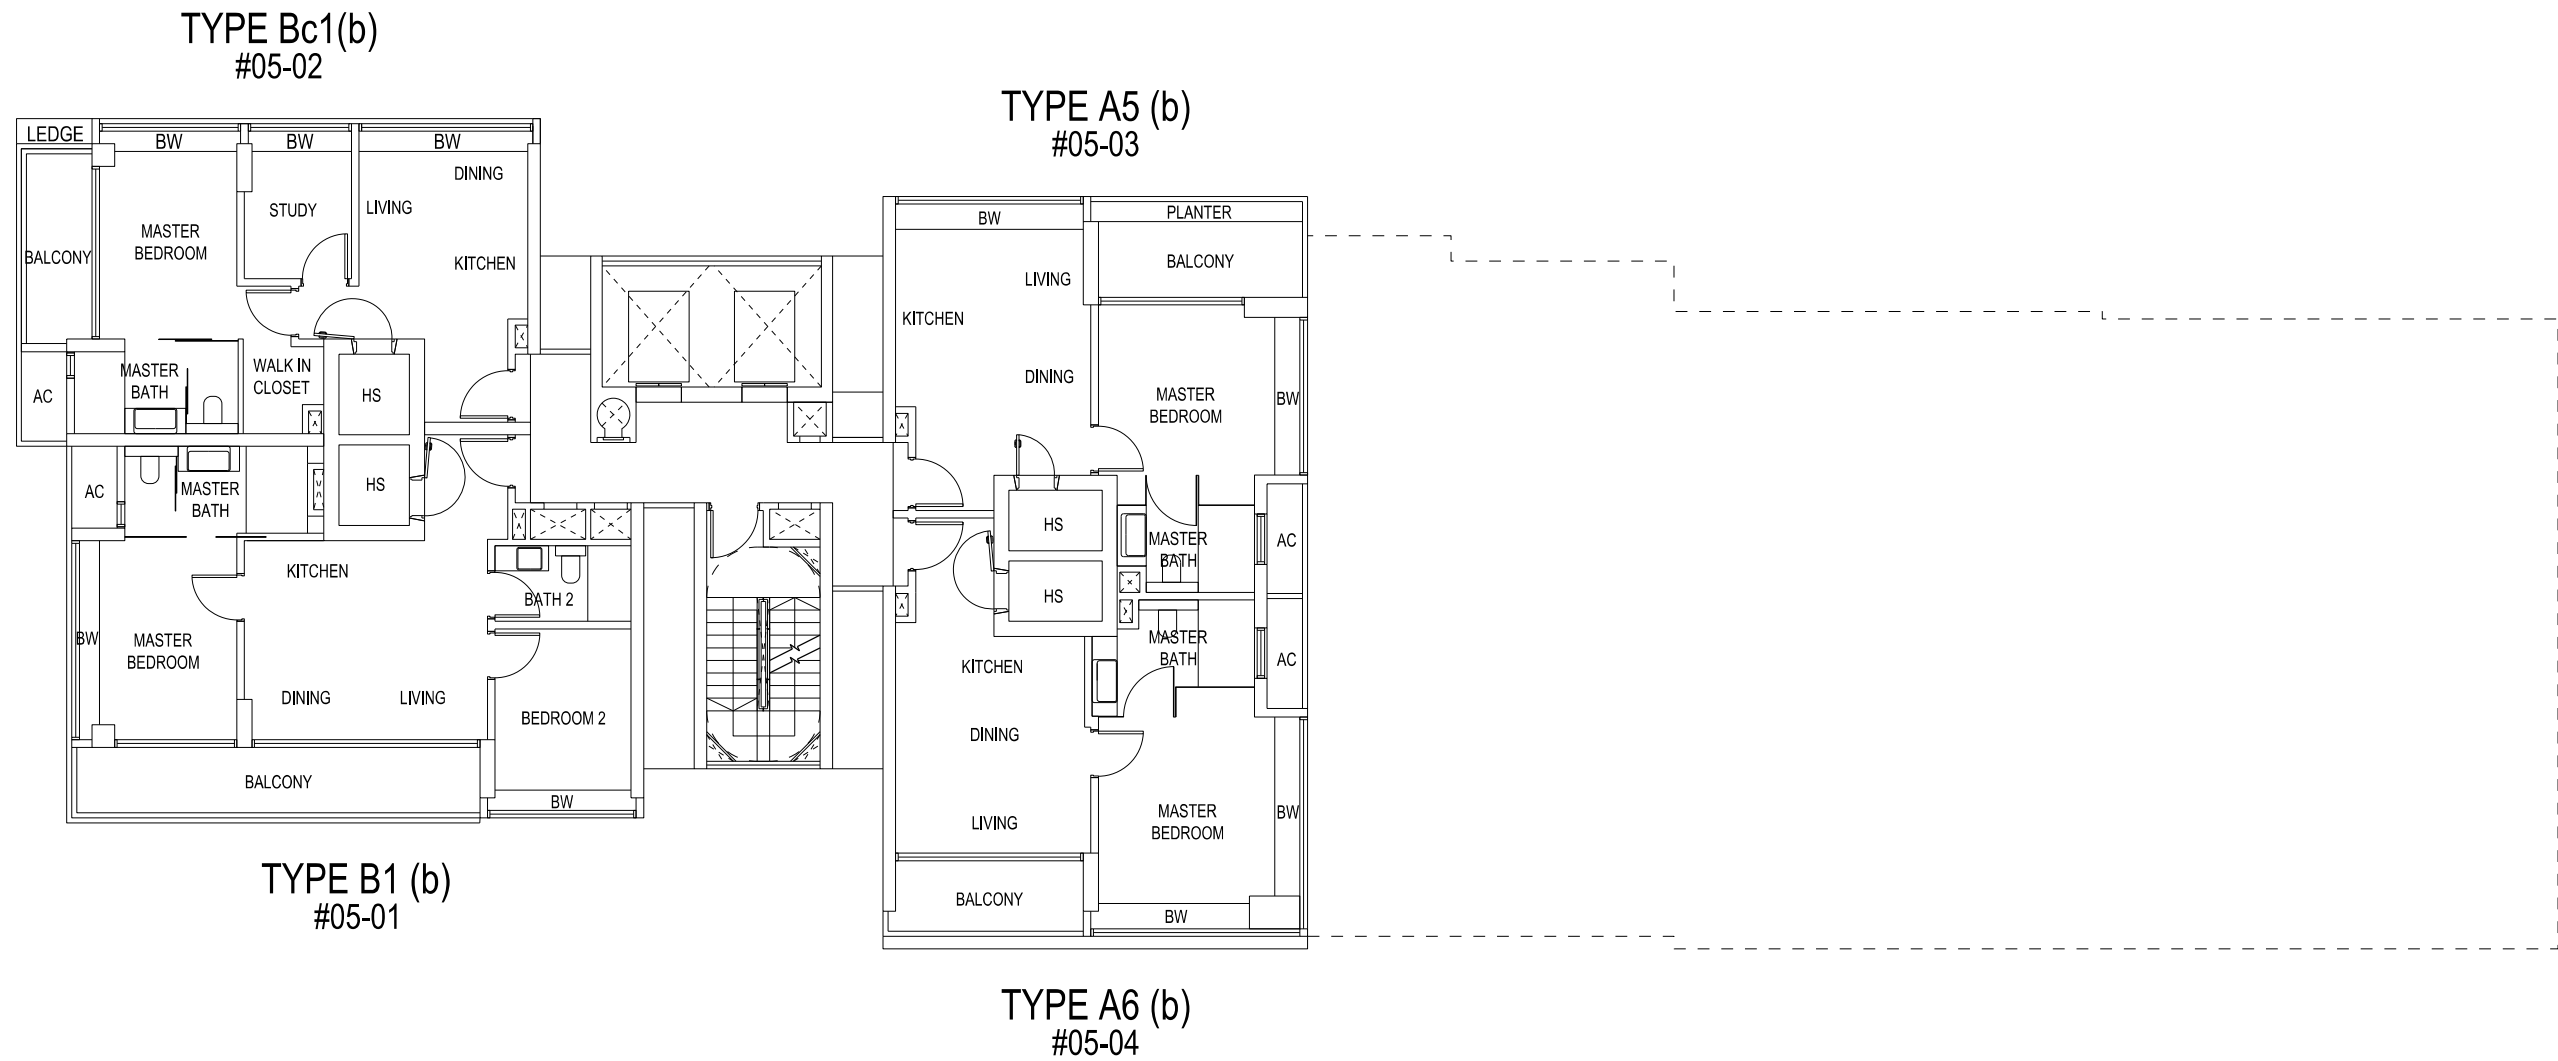 TYPE Bc1(b)
#05-02
TYPE A5 (b)
#05-03
LEDGE
BW
BW
BW
DINING
STUDY
LIVING
MASTER
BEDROOM
BALCONY
KITCHEN
WALK IN
CLOSET
MASTER
BATH
AC
HS
AC
MASTER
BATH
HS
KITCHEN
BATH 2
BW
MASTER
BEDROOM
DINING
LIVING
BEDROOM 2
BALCONY
BW
BW
PLANTER
BALCONY
LIVING
KITCHEN
DINING
MASTER
BEDROOM
BW
HS
MASTER
BATH
AC
HS
MASTER
BATH
AC
KITCHEN
DINING
LIVING
MASTER
BEDROOM
BW
BALCONY
BW
TYPE B1 (b)
#05-01
TYPE A6 (b)
#05-04